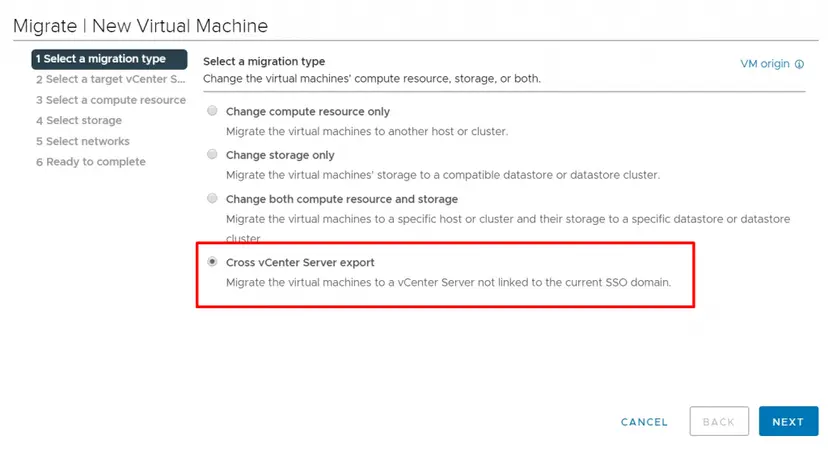 Migrate | New Virtual Machine
1 Select a migration type
2 Select a target vCenter S...
3 Select a compute resource
4 Select storage
5 Select networks
6 Ready to complete
Select a migration type
VM origin
Change the virtual machines' compute resource, storage, or both.
Change compute resource only
Migrate the virtual machines to another host or cluster.
Change storage only
Migrate the virtual machines' storage to a compatible datastore or datastore cluster.
Change both compute resource and storage
Migrate the virtual machines to a specific host or cluster and their storage to a specific datastore or datastore
cluster.
Cross vCenter Server export
Migrate the virtual machines to a vCenter Server not linked to the current SSO domain.
CANCEL
BACK
NEXT